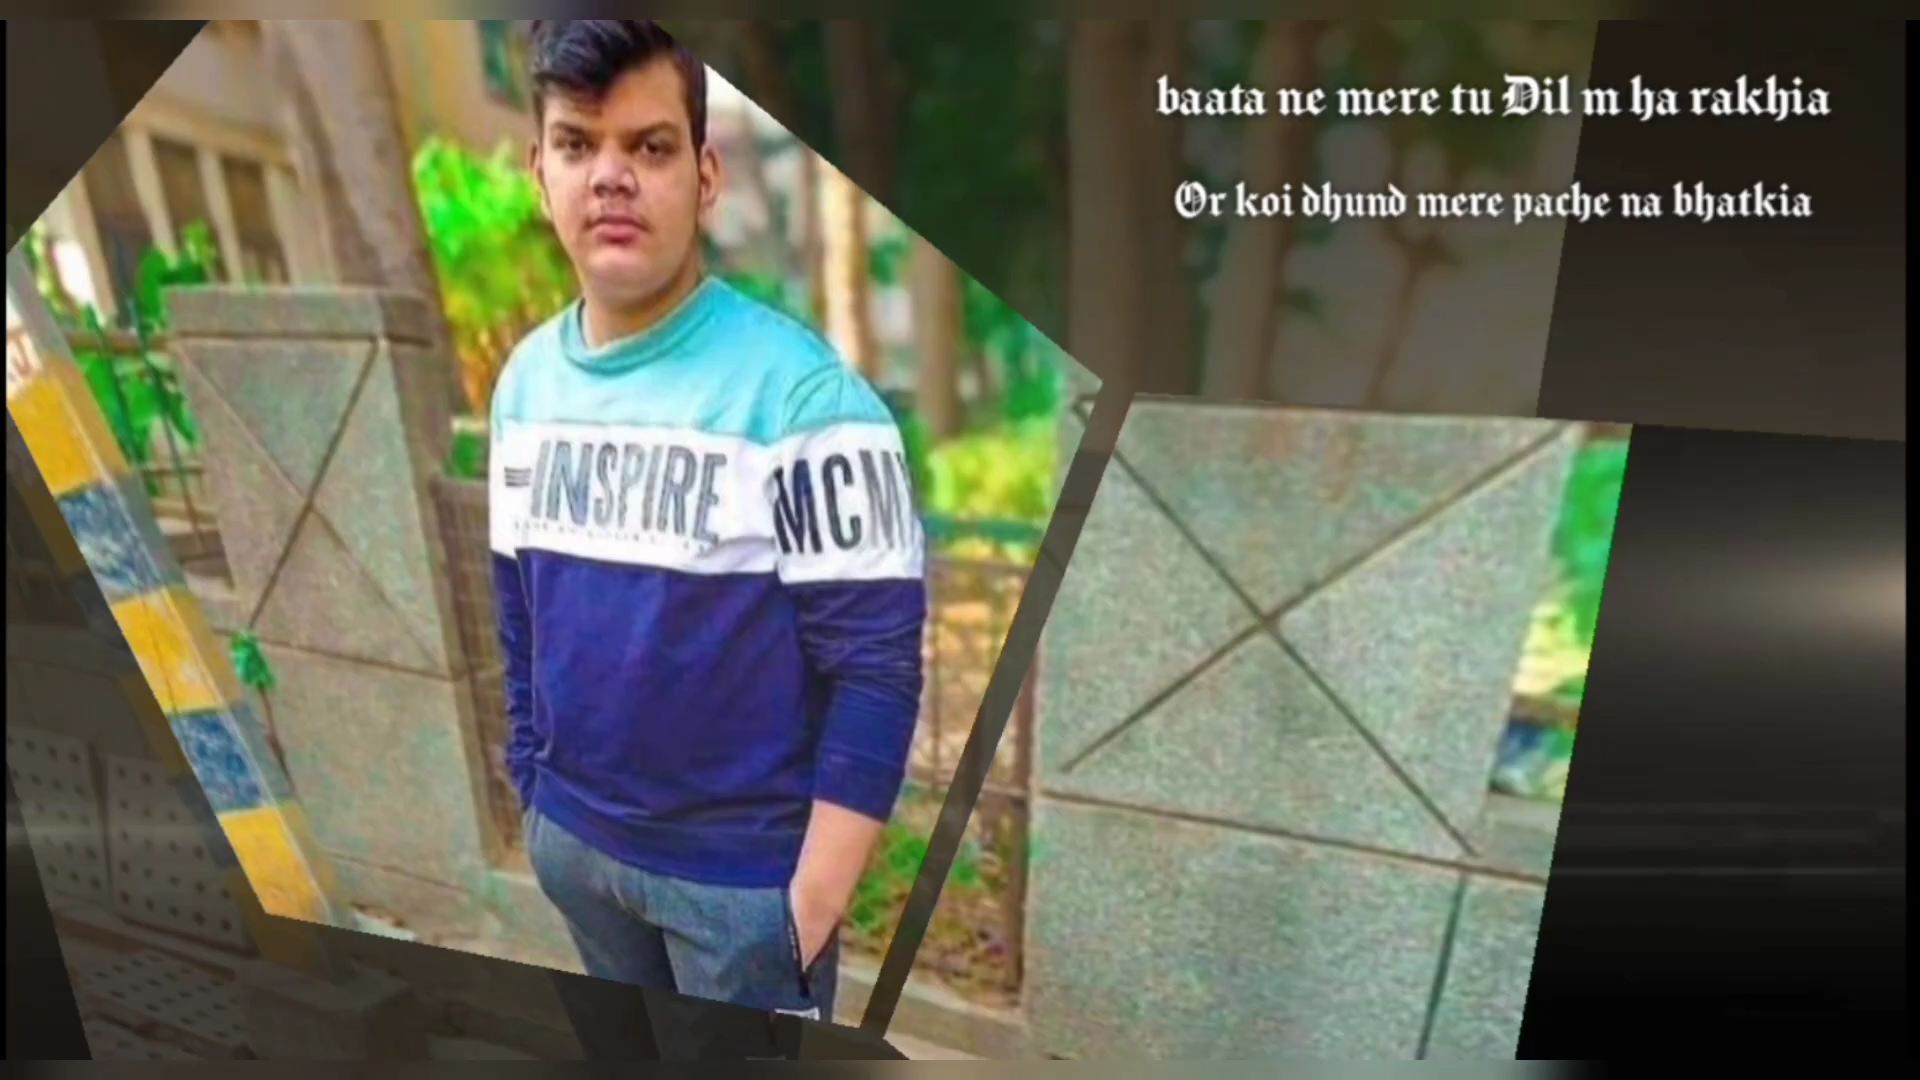 baata ne mere tu Dil m ha rakhia
Or koi dhund mere pache na bhatkia
INSPIRE
MCM